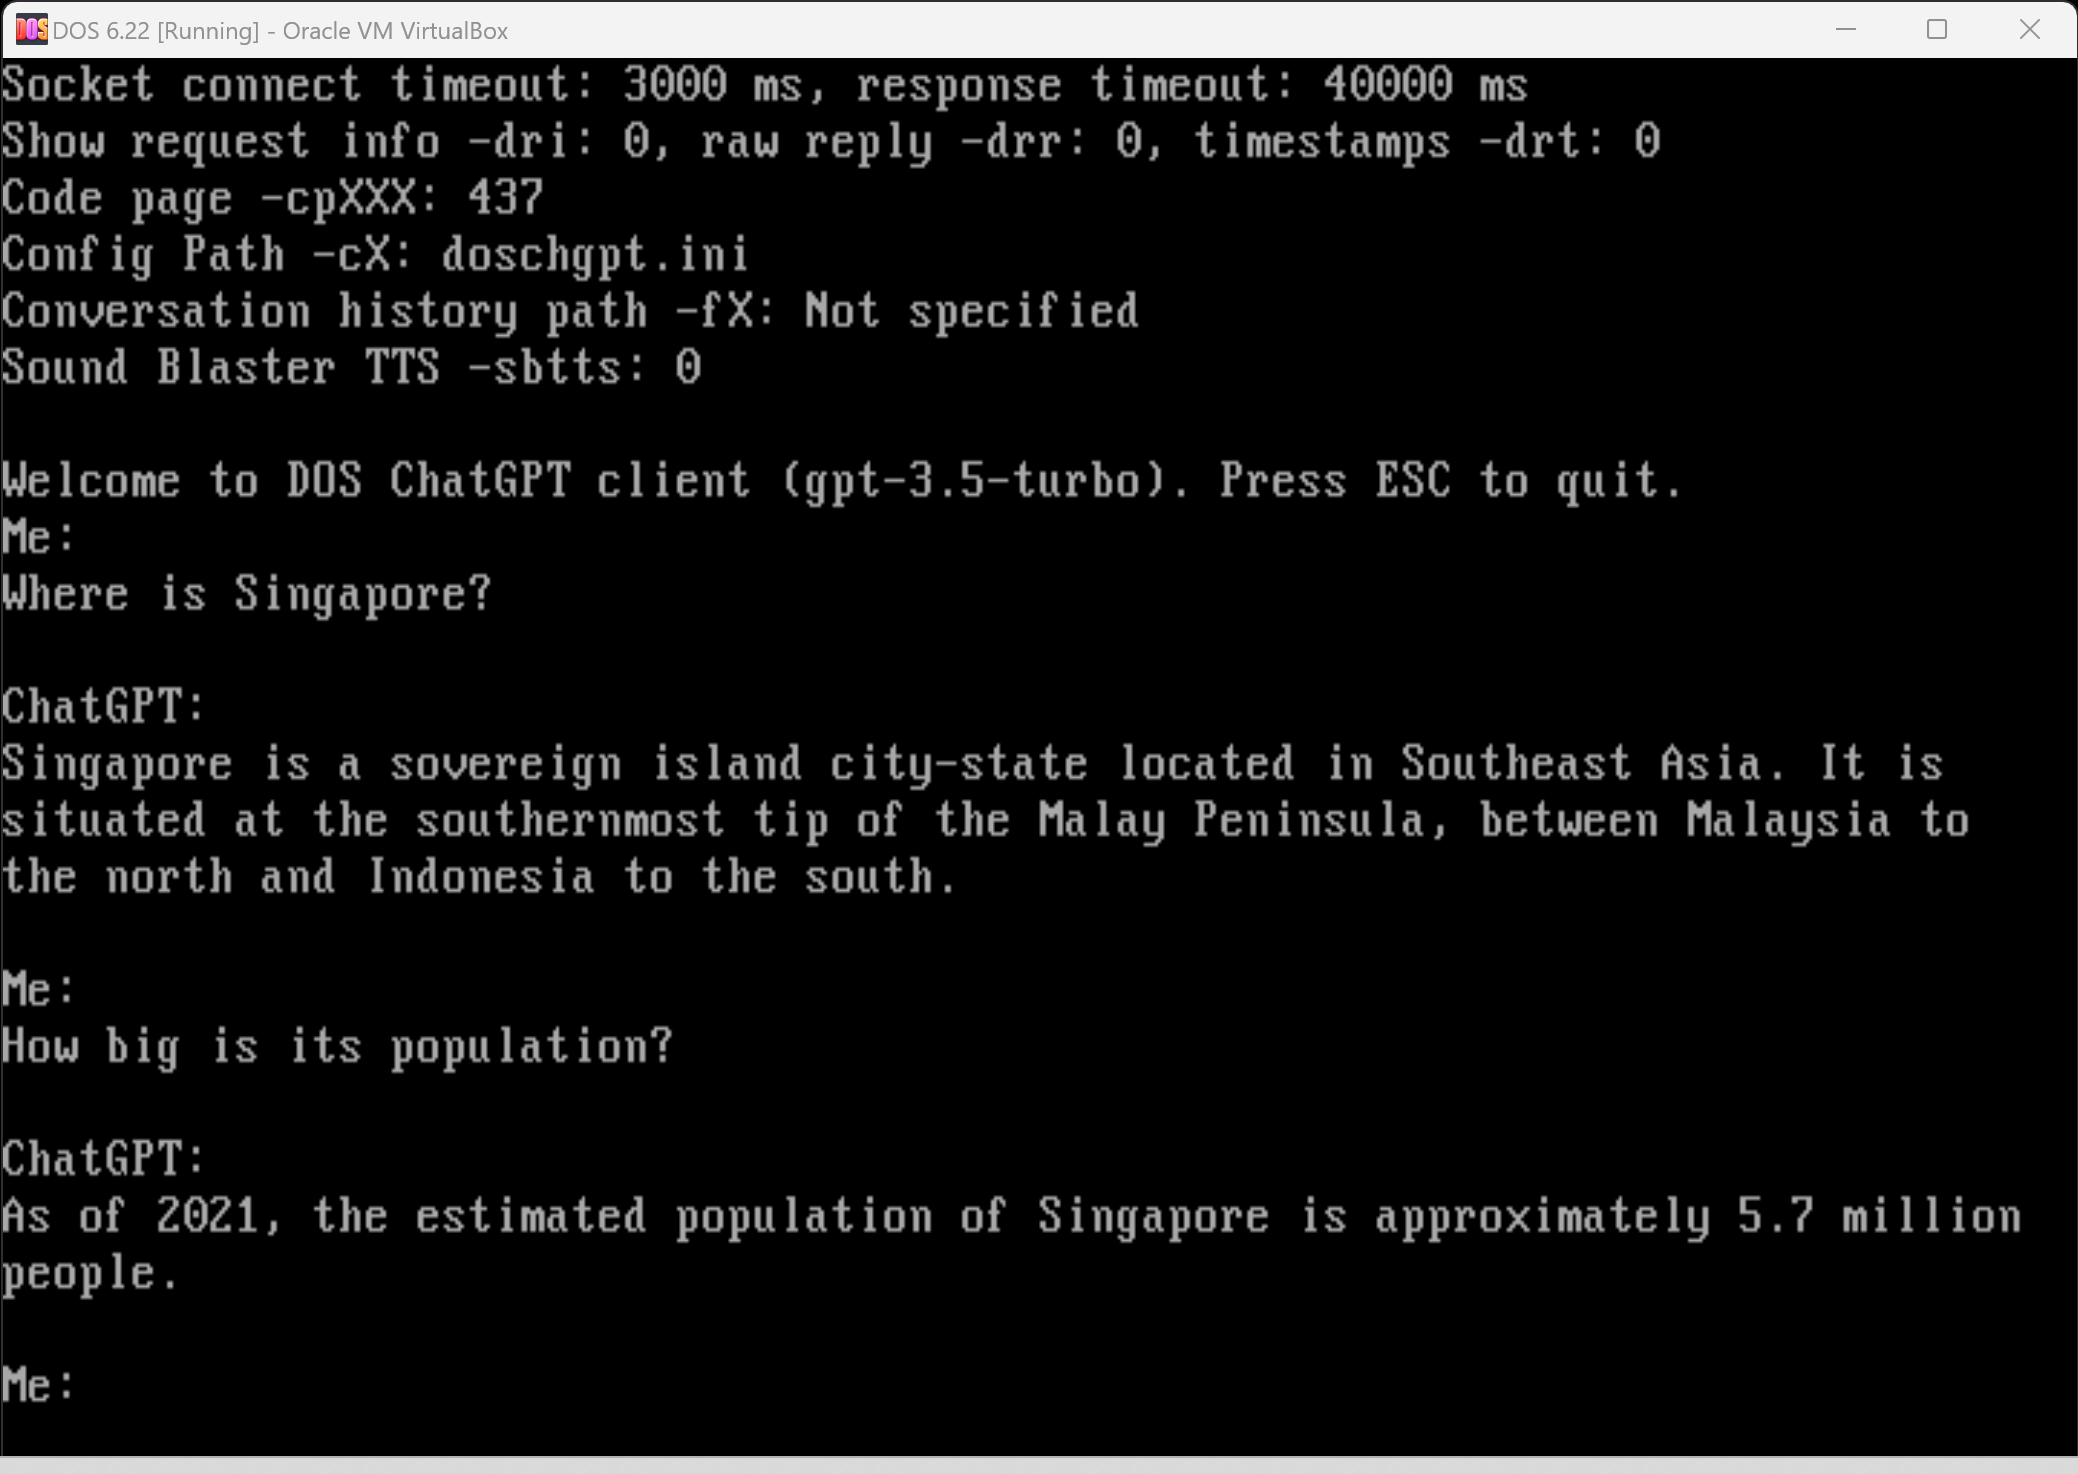 DOS DOS 6.22 [Running] - Oracle VM VirtualBox
Socket connect timeout: 3000 ms, response timeout: 40000 ms
Show request info -dri: 0, raw reply -drr: 0, timestamps -drt: 0
Code page -cpXXX: 437
Config Path -cX: doschgpt.ini
Conversation history path -fX: Not specified
Sound Blaster TTS -sbtts: 0
Welcome to DOS ChatGPT client (gpt-3.5-turbo). Press ESC to quit.
Me:
Where is Singapore?
ChatGPT:
Singapore is a sovereign island city-state located in Southeast Asia. It is
situated at the southernmost tip of the Malay Peninsula, between Malaysia to
the north and Indonesia to the south.
Me:
How big is its population?
ChatGPT:
As of 2021, the estimated population of Singapore is approximately 5.7 million
people.
Me: